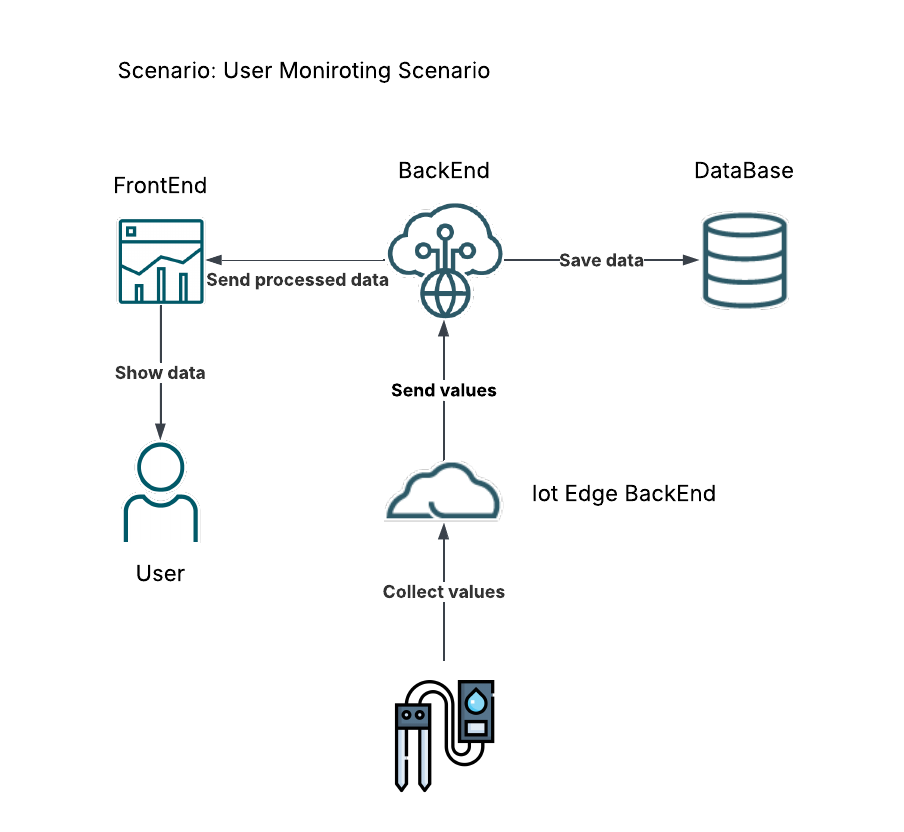 Scenario: User Moniroting Scenario
BackEnd
DataBase
FrontEnd
Save data
Send processed data
Show data
Send values
Iot Edge BackEnd
User
Collect values